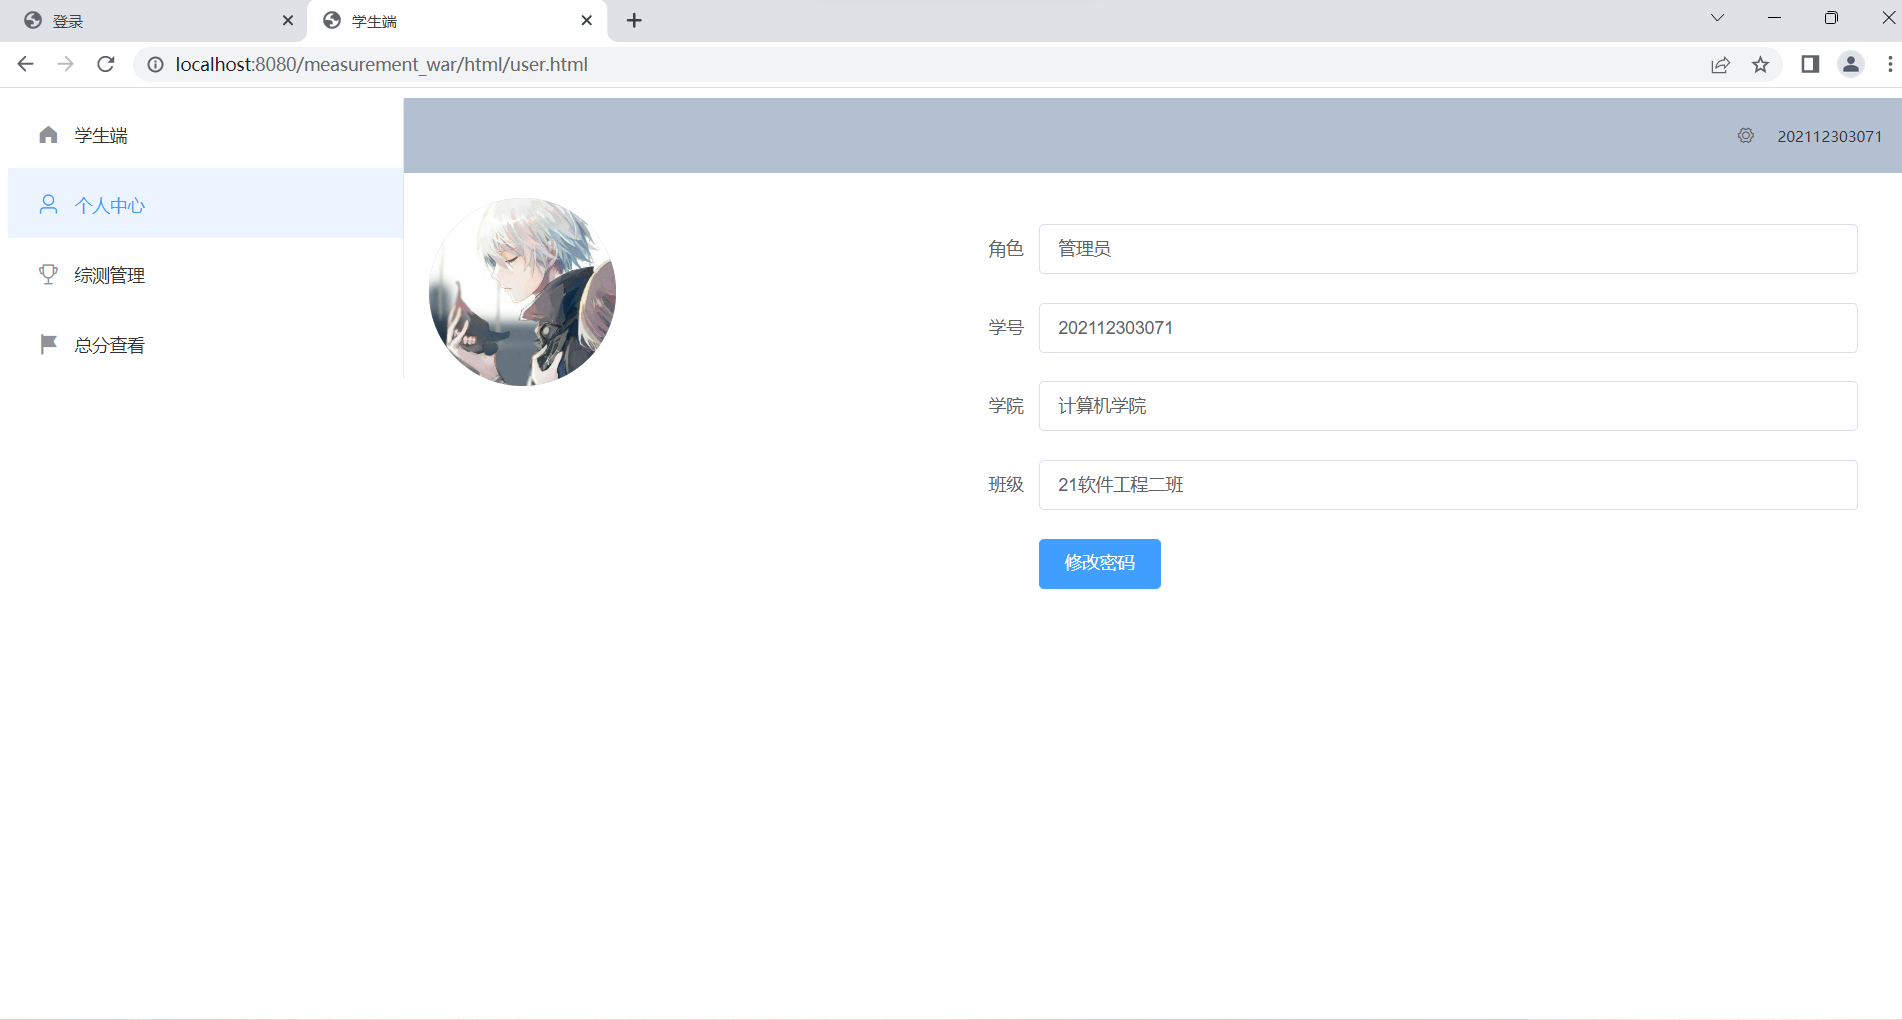 登录
学生端
localhost:8080/measurement_war/html/user.html
学生端
个人中心
综测管理
总分查看
202112303071
角色 管理员
学号 202112303071
学院 计算机学院
班级 21软件工程二班
修改密码